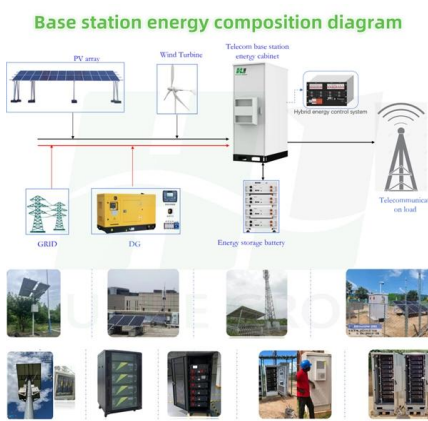 Base station energy composition diagram
PV array
Wind Turbine
Telecom base station
energy cabinet
Hybrid energy control system
Telecommunicati
on load
GRID
DG
Energy storage battery